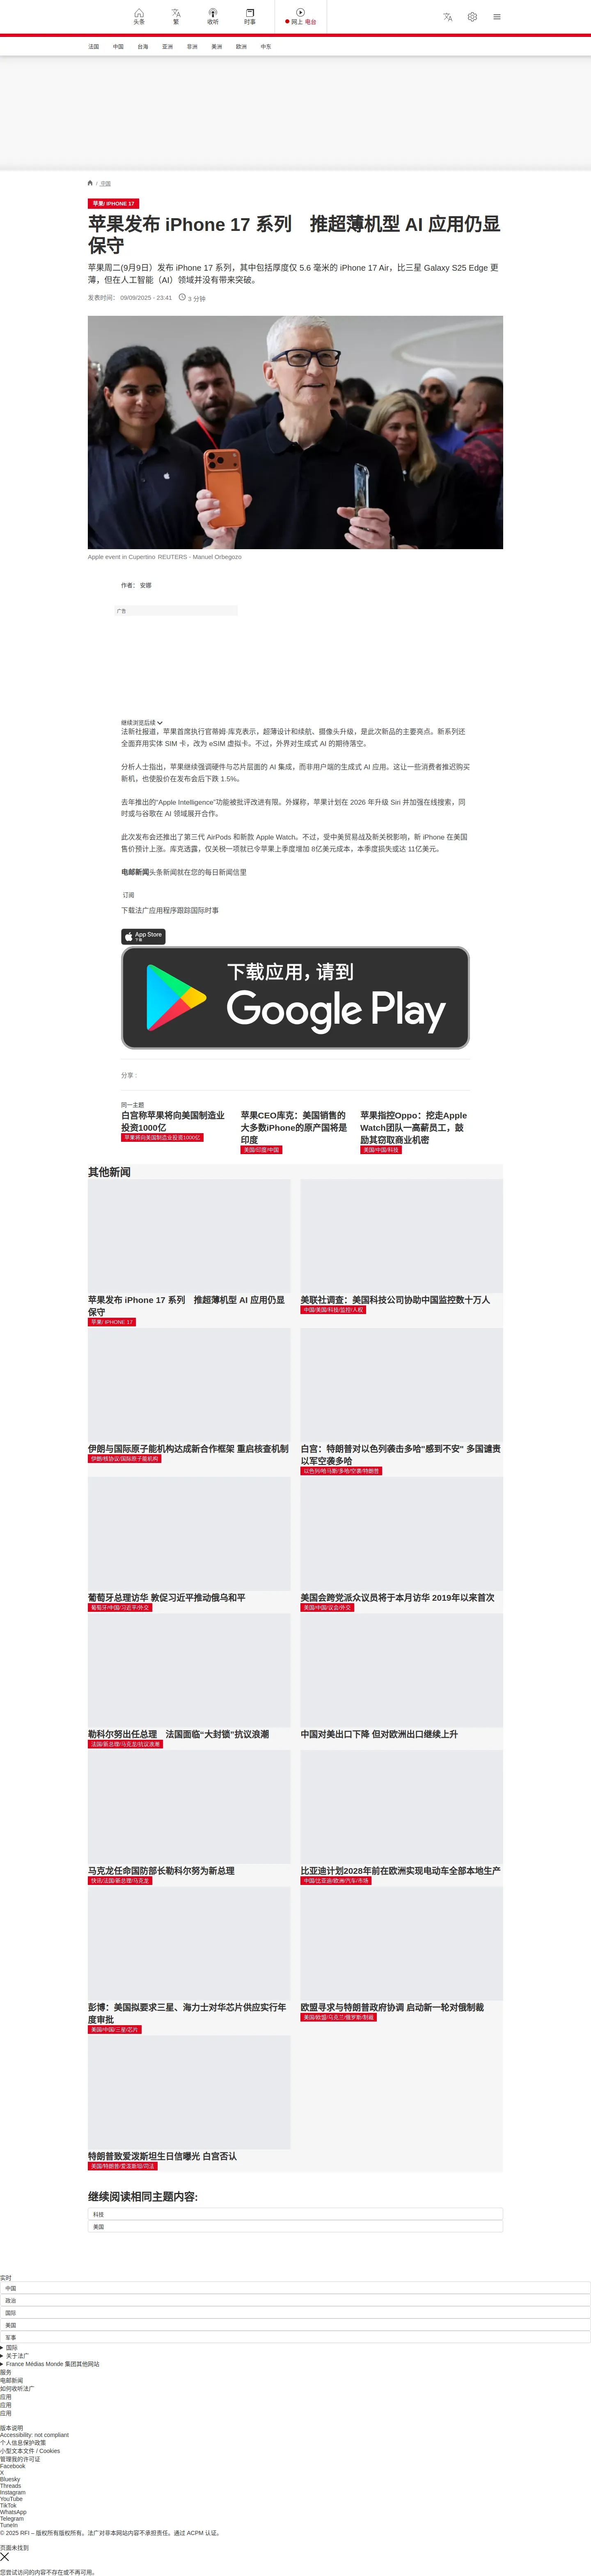 头条
繁
收听
时事
网上 电台
法国 中国 台海 亚洲 非洲 美洲 欧洲 中东
/ 中国
苹果/ IPHONE 17
苹果发布 iPhone 17 系列　推超薄机型 AI 应用仍显
保守
苹果周二(9月9日）发布 iPhone 17 系列，其中包括厚度仅 5.6 毫米的 iPhone 17 Air，比三星 Galaxy S25 Edge 更
薄，但在人工智能（AI）领域并没有带来突破。
发表时间： 09/09/2025 - 23:41 3 分钟
Apple event in Cupertino REUTERS - Manuel Orbegozo
作者： 安娜
广告
继续浏览后续
法新社报道，苹果首席执行官蒂姆·库克表示，超薄设计和续航、摄像头升级，是此次新品的主要亮点。新系列还
全面弃用实体 SIM 卡，改为 eSIM 虚拟卡。不过，外界对生成式 AI 的期待落空。
分析人士指出，苹果继续强调硬件与芯片层面的 AI 集成，而非用户端的生成式 AI 应用。这让一些消费者推迟购买
新机，也使股价在发布会后下跌 1.5%。
去年推出的“Apple Intelligence”功能被批评改进有限。外媒称，苹果计划在 2026 年升级 Siri 并加强在线搜索，同
时或与谷歌在 AI 领域展开合作。
此次发布会还推出了第三代 AirPods 和新款 Apple Watch。不过，受中美贸易战及新关税影响，新 iPhone 在美国
售价预计上涨。库克透露，仅关税一项就已令苹果上季度增加 8亿美元成本，本季度损失或达 11亿美元。
电邮新闻头条新闻就在您的每日新闻信里
订阅
下载法广应用程序跟踪国际时事
App Store
下载
下载应用，请到
Google Play
分享 :
同一主题
白宫称苹果将向美国制造业
投资1000亿
苹果将向美国制造业投资1000亿
苹果CEO库克：美国销售的
大多数iPhone的原产国将是
印度
美国/印度/中国
苹果指控Oppo：挖走Apple
Watch团队一高薪员工，鼓
励其窃取商业机密
美国/中国/科技
其他新闻
苹果发布 iPhone 17 系列　推超薄机型 AI 应用仍显
保守
苹果/ IPHONE 17
美联社调查：美国科技公司协助中国监控数十万人
中国/美国/科技/监控/人权
伊朗与国际原子能机构达成新合作框架 重启核查机制
伊朗/核协议/国际原子能机构
白宫：特朗普对以色列袭击多哈"感到不安" 多国谴责
以军空袭多哈
以色列/哈马斯/多哈/空袭/特朗普
葡萄牙总理访华 敦促习近平推动俄乌和平
葡萄牙/中国/习近平/外交
美国会跨党派众议员将于本月访华 2019年以来首次
美国/中国/议会/外交
勒科尔努出任总理　法国面临“大封锁”抗议浪潮
法国/新总理/马克龙/抗议浪潮
中国对美出口下降 但对欧洲出口继续上升
马克龙任命国防部长勒科尔努为新总理
快讯/法国/新总理/马克龙
比亚迪计划2028年前在欧洲实现电动车全部本地生产
中国/比亚迪/欧洲/汽车/市场
彭博：美国拟要求三星、海力士对华芯片供应实行年
度审批
美国/中国/三星/芯片
欧盟寻求与特朗普政府协调 启动新一轮对俄制裁
美国/欧盟/乌克兰/俄罗斯/制裁
特朗普致爱泼斯坦生日信曝光 白宫否认
美国/特朗普/爱泼斯坦/司法
继续阅读相同主题内容:
科技
美国
实时
中国
政治
国际
美国
军事
国际
关于法广
France Médias Monde 集团其他网站
服务
电邮新闻
如何收听法广
应用
应用
应用
版本说明
Accessibility: not compliant
个人信息保护政策
小型文本文件 / Cookies
管理我的许可证
Facebook
X
Bluesky
Threads
Instagram
YouTube
TikTok
WhatsApp
Telegram
TuneIn
© 2025 RFI – 版权所有版权所有。法广对非本网站内容不承担责任。通过 ACPM 认证。
页面未找到
您尝试访问的内容不存在或不再可用。